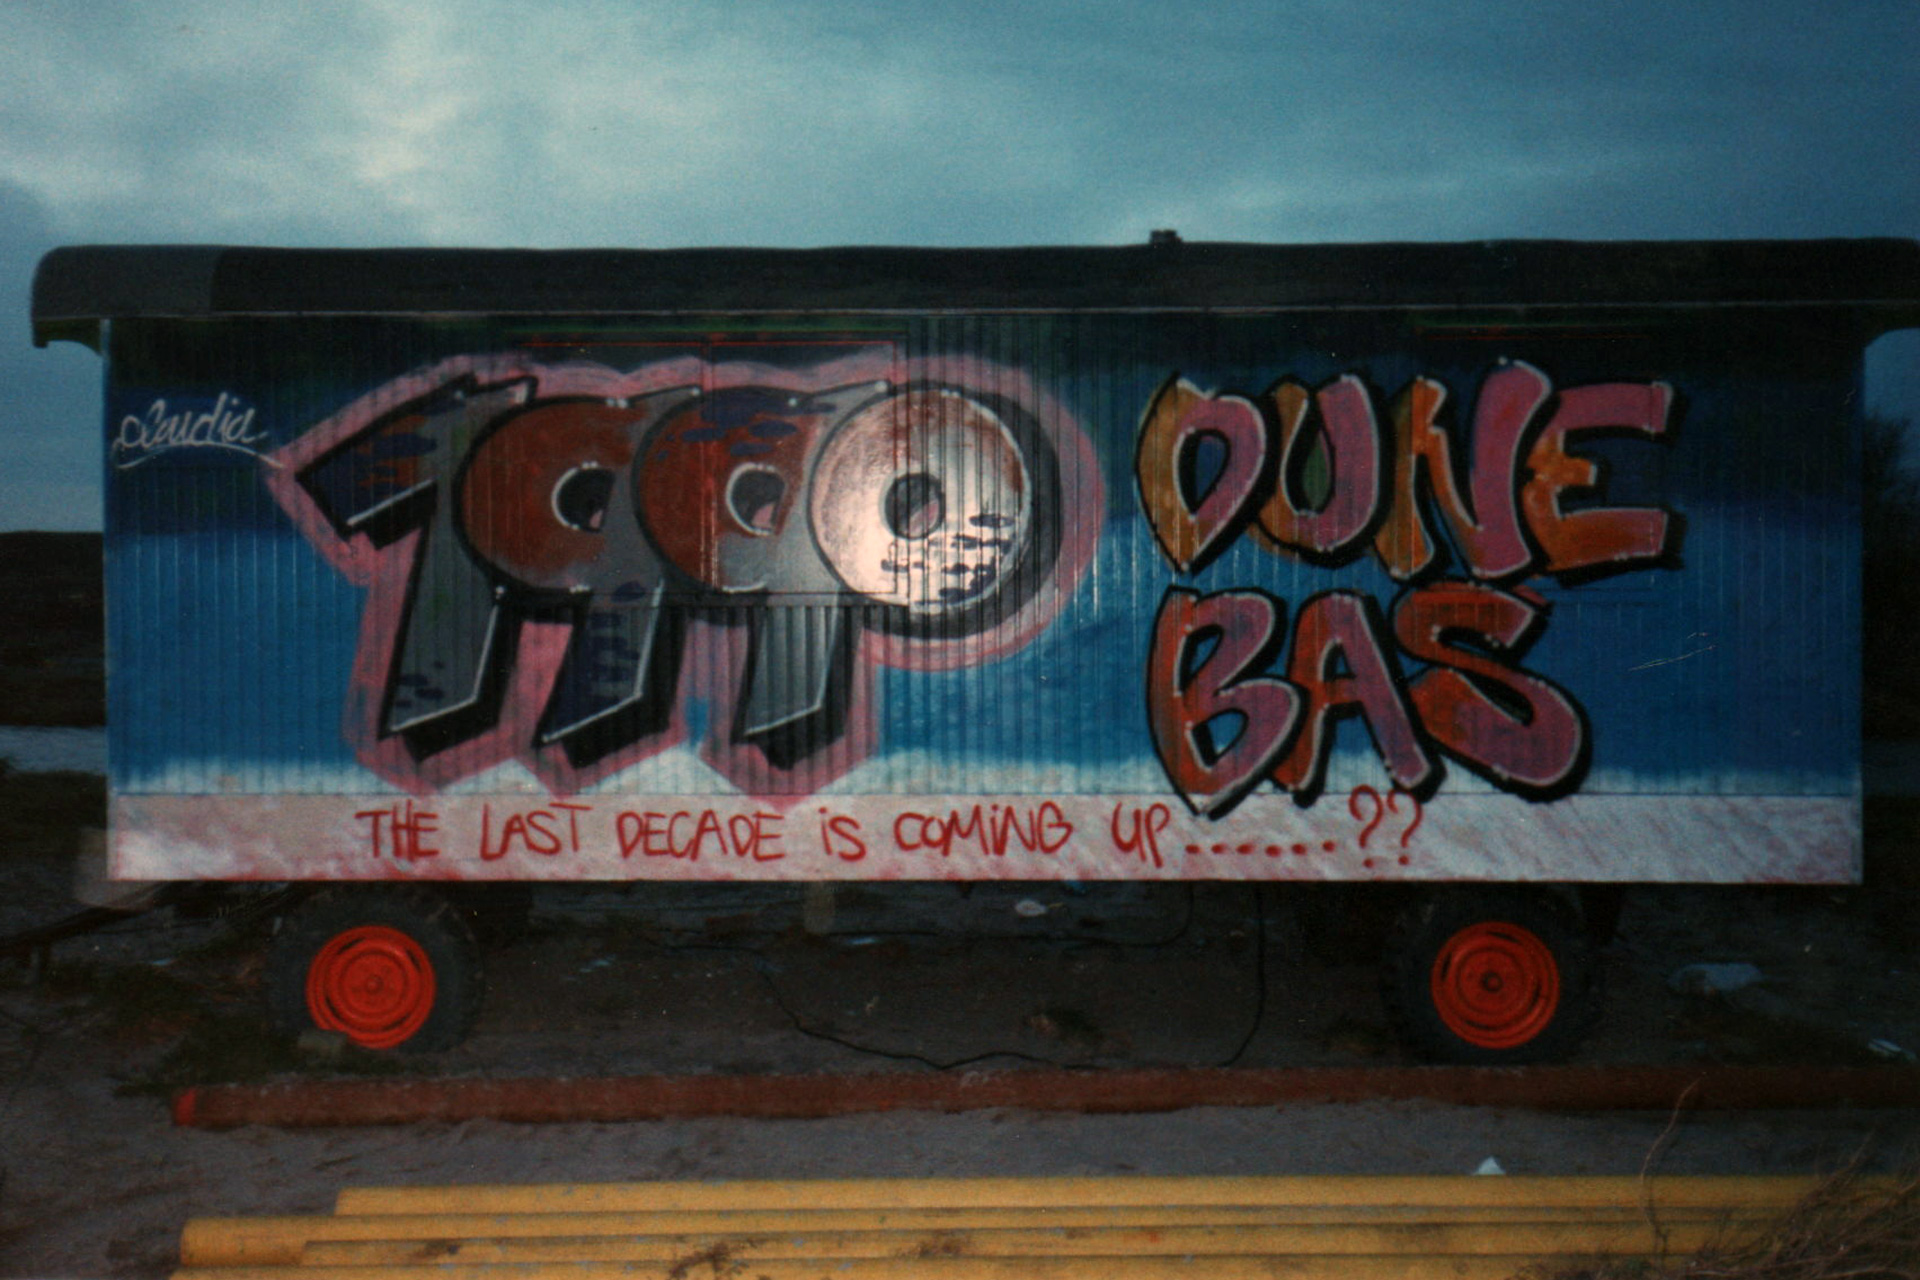 Claudia
1990
DUNE
BAS
THE LAST DECADE iS COMiNG UP......??